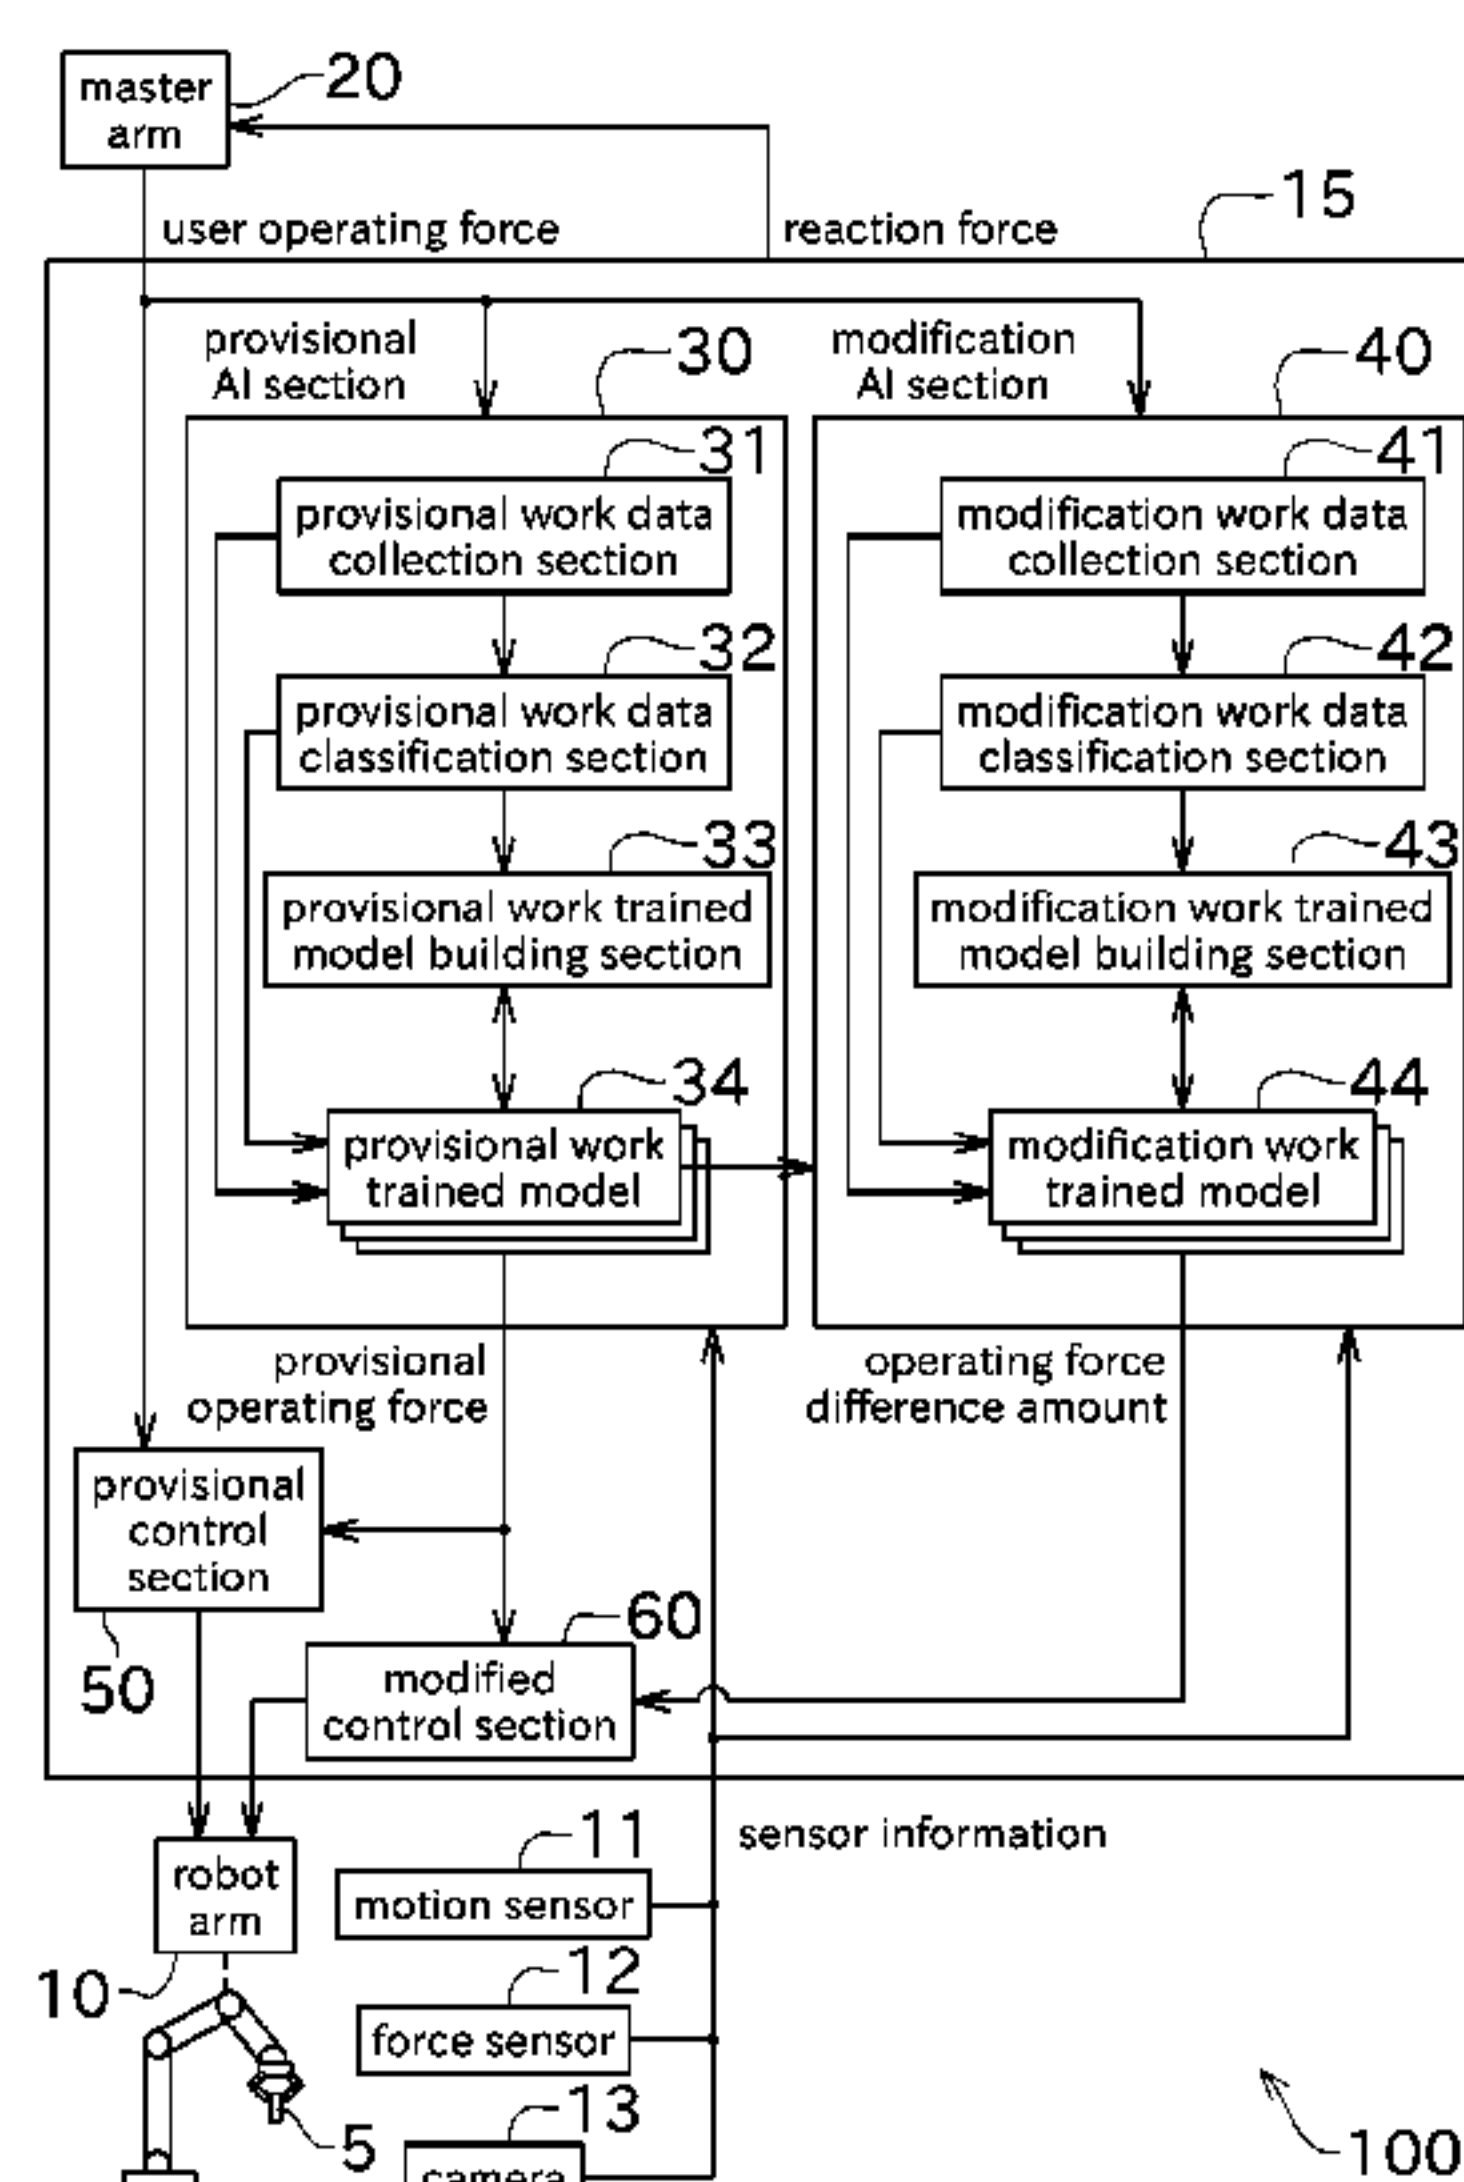 master
arm
20
user operating force
reaction force
15
provisional
AI section
30
modification
AI section
40
31
provisional work data
collection section
41
modification work data
collection section
32
provisional work data
classification section
42
modification work data
classification section
33
provisional work trained
model building section
43
modification work trained
model building section
34
provisional work
trained model
44
modification work
trained model
provisional
operating force
operating force
difference amount
provisional
control
section
50
60
modified
control section
sensor information
robot
arm
10
11
motion sensor
12
force sensor
13
camera
5
100